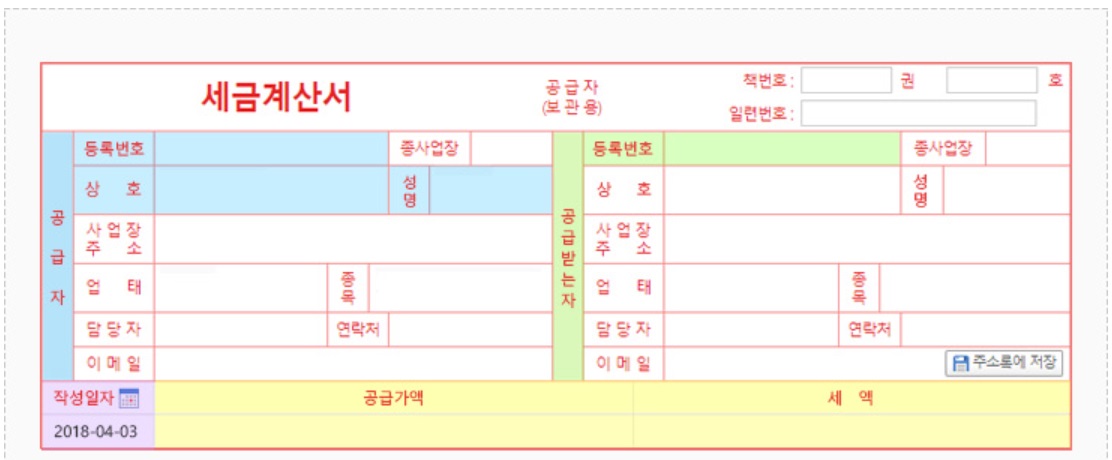 세금계산서 공 급 자 책번호 : 권 호
(보 관 용) 일련번호 :
공급자 등록번호 종사업장 공급받는자 등록번호 종사업장
상 호 성명 상 호 성명
사 업 장 주 소 사 업 장 주 소
업 태 종목 업 태 종목
담 당 자 연락처 담 당 자 연락처
이 메 일 이 메 일 주소록에 저장
작성일자 공급가액 세 액
2018-04-03